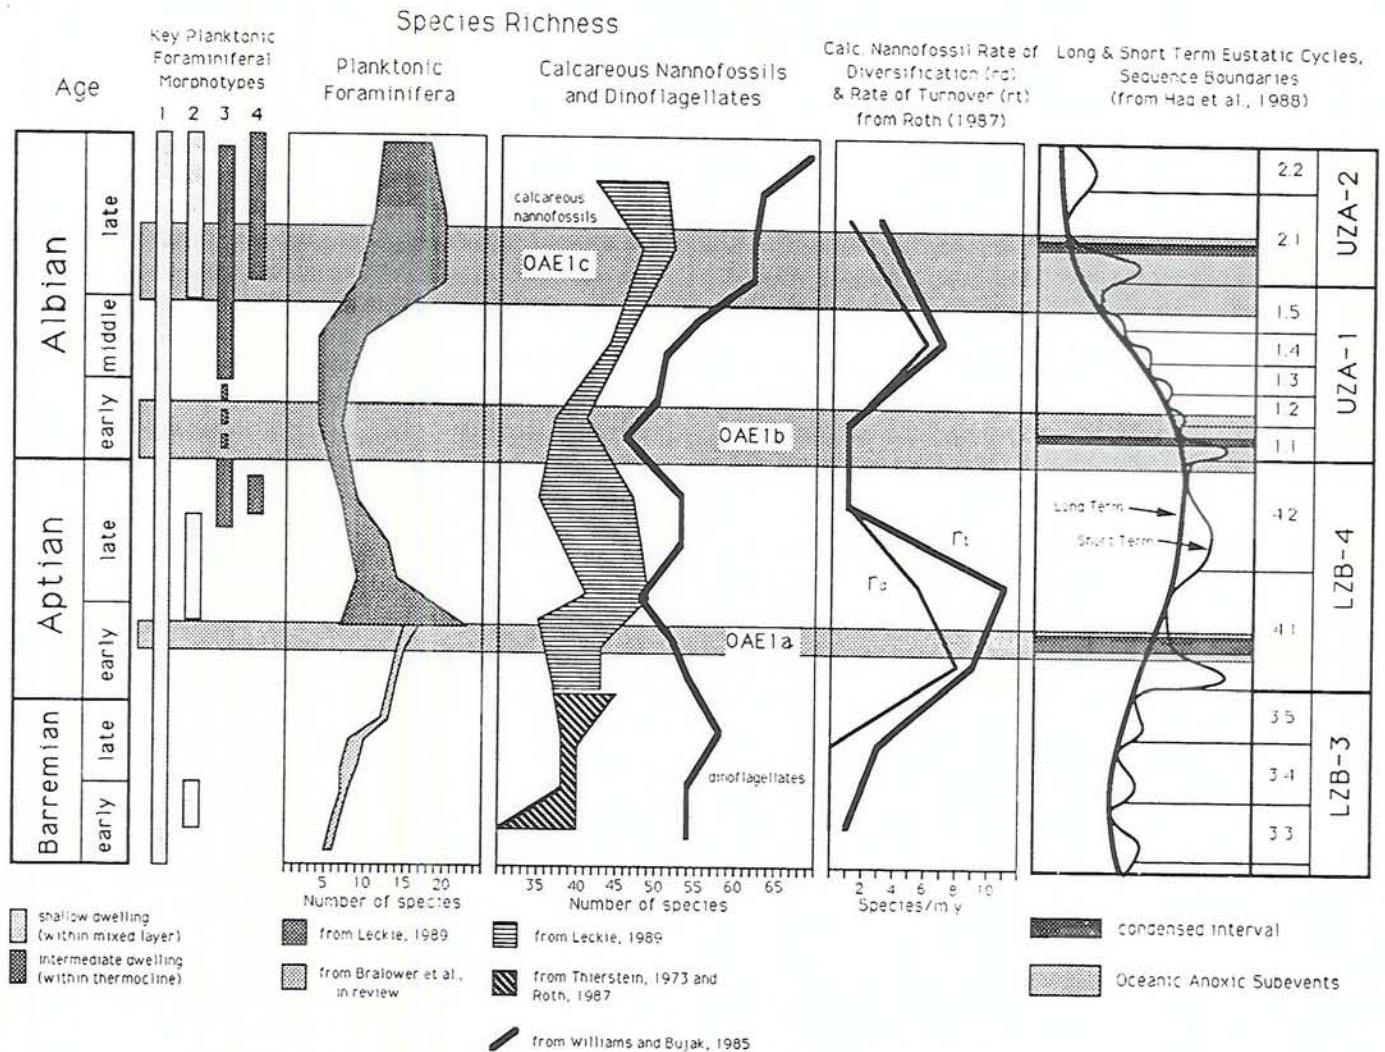 Species Richness
Key Planktonic
Foraminiferal
Morphotypes
Planktonic
Foraminifera
Calcareous Nannofossils
and Dinoflagellates
Calc. Nannofossil Rate of
Diversification (rd)
& Rate of Turnover (rt)
from Roth (1987)
Long & Short Term Eustatic Cycles,
Sequence Boundaries
(from Haq et al., 1988)
Age
1 2 3 4
Albian
late
middle
early
Aptian
late
early
Barremian
late
early
calcareous
nannofossils
OAE1c
OAE1b
OAE1a
dinoflagellates
rt
rd
Long Term
Short Term
2.2
2.1
1.5
1.4
1.3
1.2
1.1
4.2
4.1
3.5
3.4
3.3
UZA-2
UZA-1
LZB-4
LZB-3
5 10 15 20
Number of species
35 40 45 50 55 60 65
Number of species
2 4 6 8 10
Species/m.y.
shallow dwelling
(within mixed layer)
intermediate dwelling
(within thermocline)
from Leckie, 1989
from Bralower et al.,
in review
from Leckie, 1989
from Thierstein, 1973 and
Roth, 1987
from Williams and Bujak, 1985
condensed interval
Oceanic Anoxic Subevents